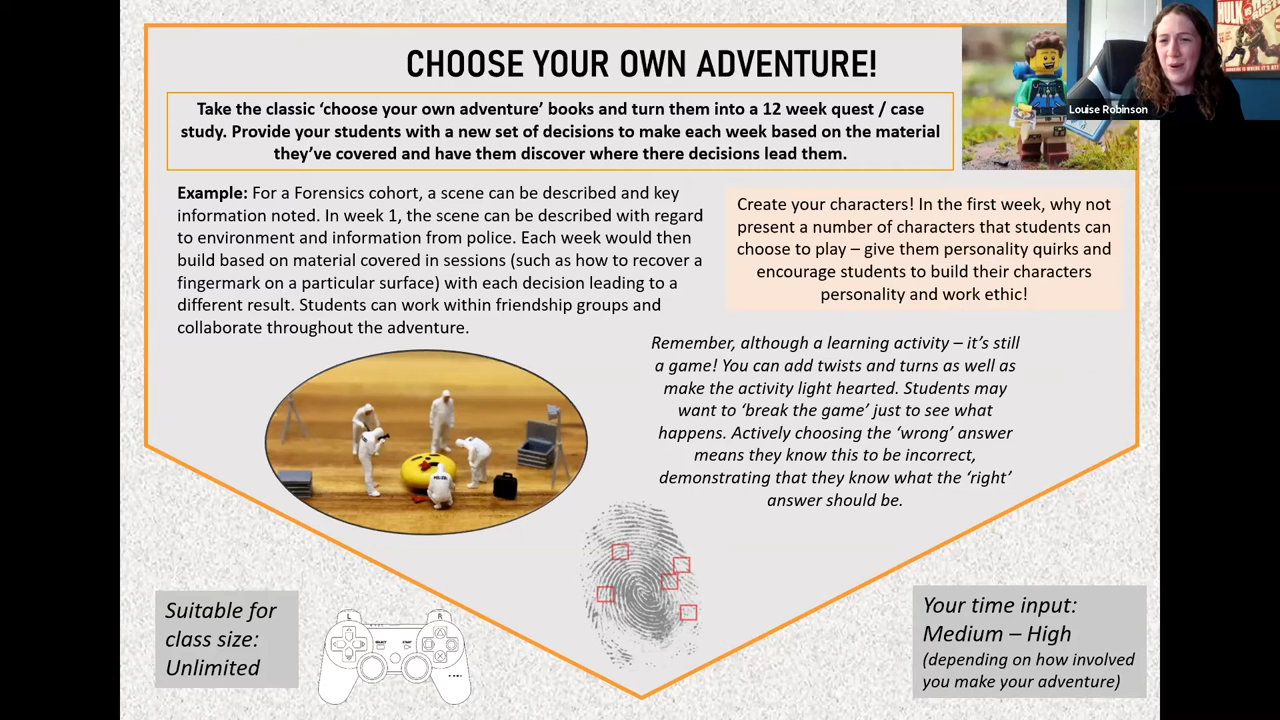 CHOOSE YOUR OWN ADVENTURE!
Louise Robinson
Take the classic ‘choose your own adventure’ books and turn them into a 12 week quest / case
study. Provide your students with a new set of decisions to make each week based on the material
they’ve covered and have them discover where there decisions lead them.
Example: For a Forensics cohort, a scene can be described and key
information noted. In week 1, the scene can be described with regard
to environment and information from police. Each week would then
build based on material covered in sessions (such as how to recover a
fingermark on a particular surface) with each decision leading to a
different result. Students can work within friendship groups and
collaborate throughout the adventure.
Create your characters! In the first week, why not
present a number of characters that students can
choose to play – give them personality quirks and
encourage students to build their characters
personality and work ethic!
Remember, although a learning activity – it’s still
a game! You can add twists and turns as well as
make the activity light hearted. Students may
want to ‘break the game’ just to see what
happens. Actively choosing the ‘wrong’ answer
means they know this to be incorrect,
demonstrating that they know what the ‘right’
answer should be.
Suitable for
class size:
Unlimited
L
R
SELECT
START
Your time input:
Medium – High
(depending on how involved
you make your adventure)
HULK